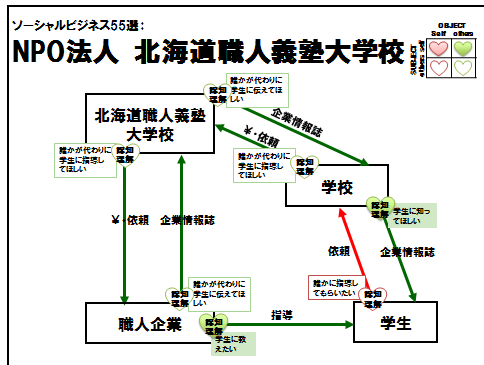 ソーシャルビジネス55選:
NPO法人 北海道職人義塾大学校
OBJECT
Self others
SUBJECT
北海道職人義塾
大学校
認知
理解
誰かが代わりに
学生に伝えてほ
しい
企業情報誌
¥・依頼
誰かが代わりに
学生に指導し
てほしい
認知
理解
誰かが代わりに
学生に指導し
てほしい
認知
理解
学校
認知
理解
学生に知っ
てほしい
¥・依頼
企業情報誌
依頼
企業情報誌
認知
理解
誰かが代わりに
学生に伝えてほ
しい
誰かに指導し
てもらいたい
認知
理解
職人企業
認知
理解
学生に教
えたい
指導
学生